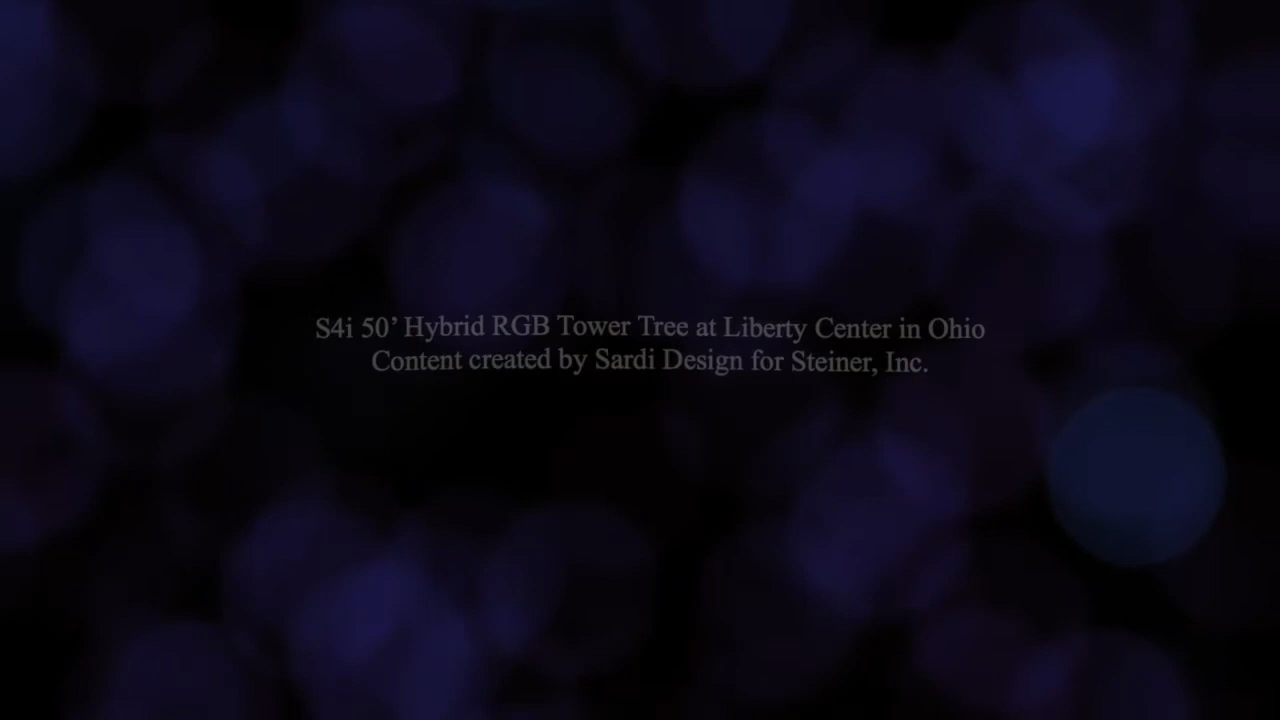 S4i 50’ Hybrid RGB Tower Tree at Liberty Center in Ohio
Content created by Sardi Design for Steiner, Inc.